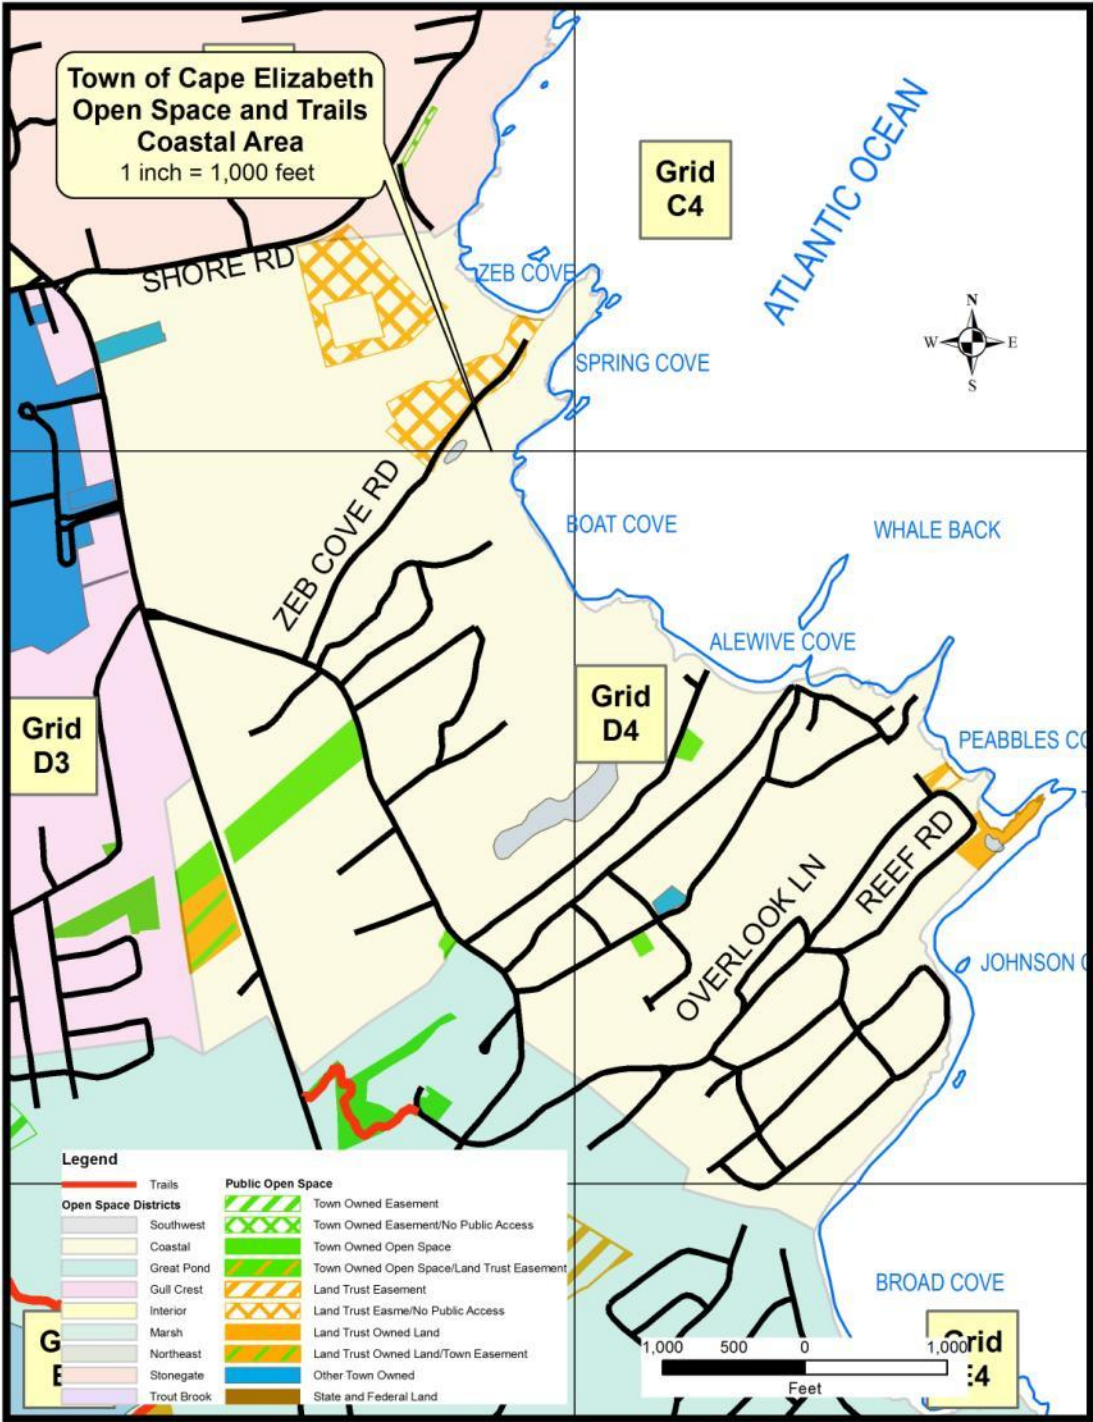 Town of Cape Elizabeth
Open Space and Trails
Coastal Area
1 inch = 1,000 feet
Grid
C4
ATLANTIC OCEAN
SHORE RD
ZEB COVE
N
W
E
S
SPRING COVE
ZEB COVE RD
BOAT COVE
WHALE BACK
ALEWIVE COVE
Grid
D3
Grid
D4
PEABBLES CO
REEF RD
OVERLOOK LN
JOHNSON C
Legend
Trails
Open Space Districts
Southwest
Coastal
Great Pond
Gull Crest
Interior
Marsh
Northeast
Stonegate
Trout Brook
Public Open Space
Town Owned Easement
Town Owned Easement/No Public Access
Town Owned Open Space
Town Owned Open Space/Land Trust Easement
Land Trust Easement
Land Trust Easme/No Public Access
Land Trust Owned Land
Land Trust Owned Land/Town Easement
Other Town Owned
State and Federal Land
BROAD COVE
1,000 500 0 1,000
Feet